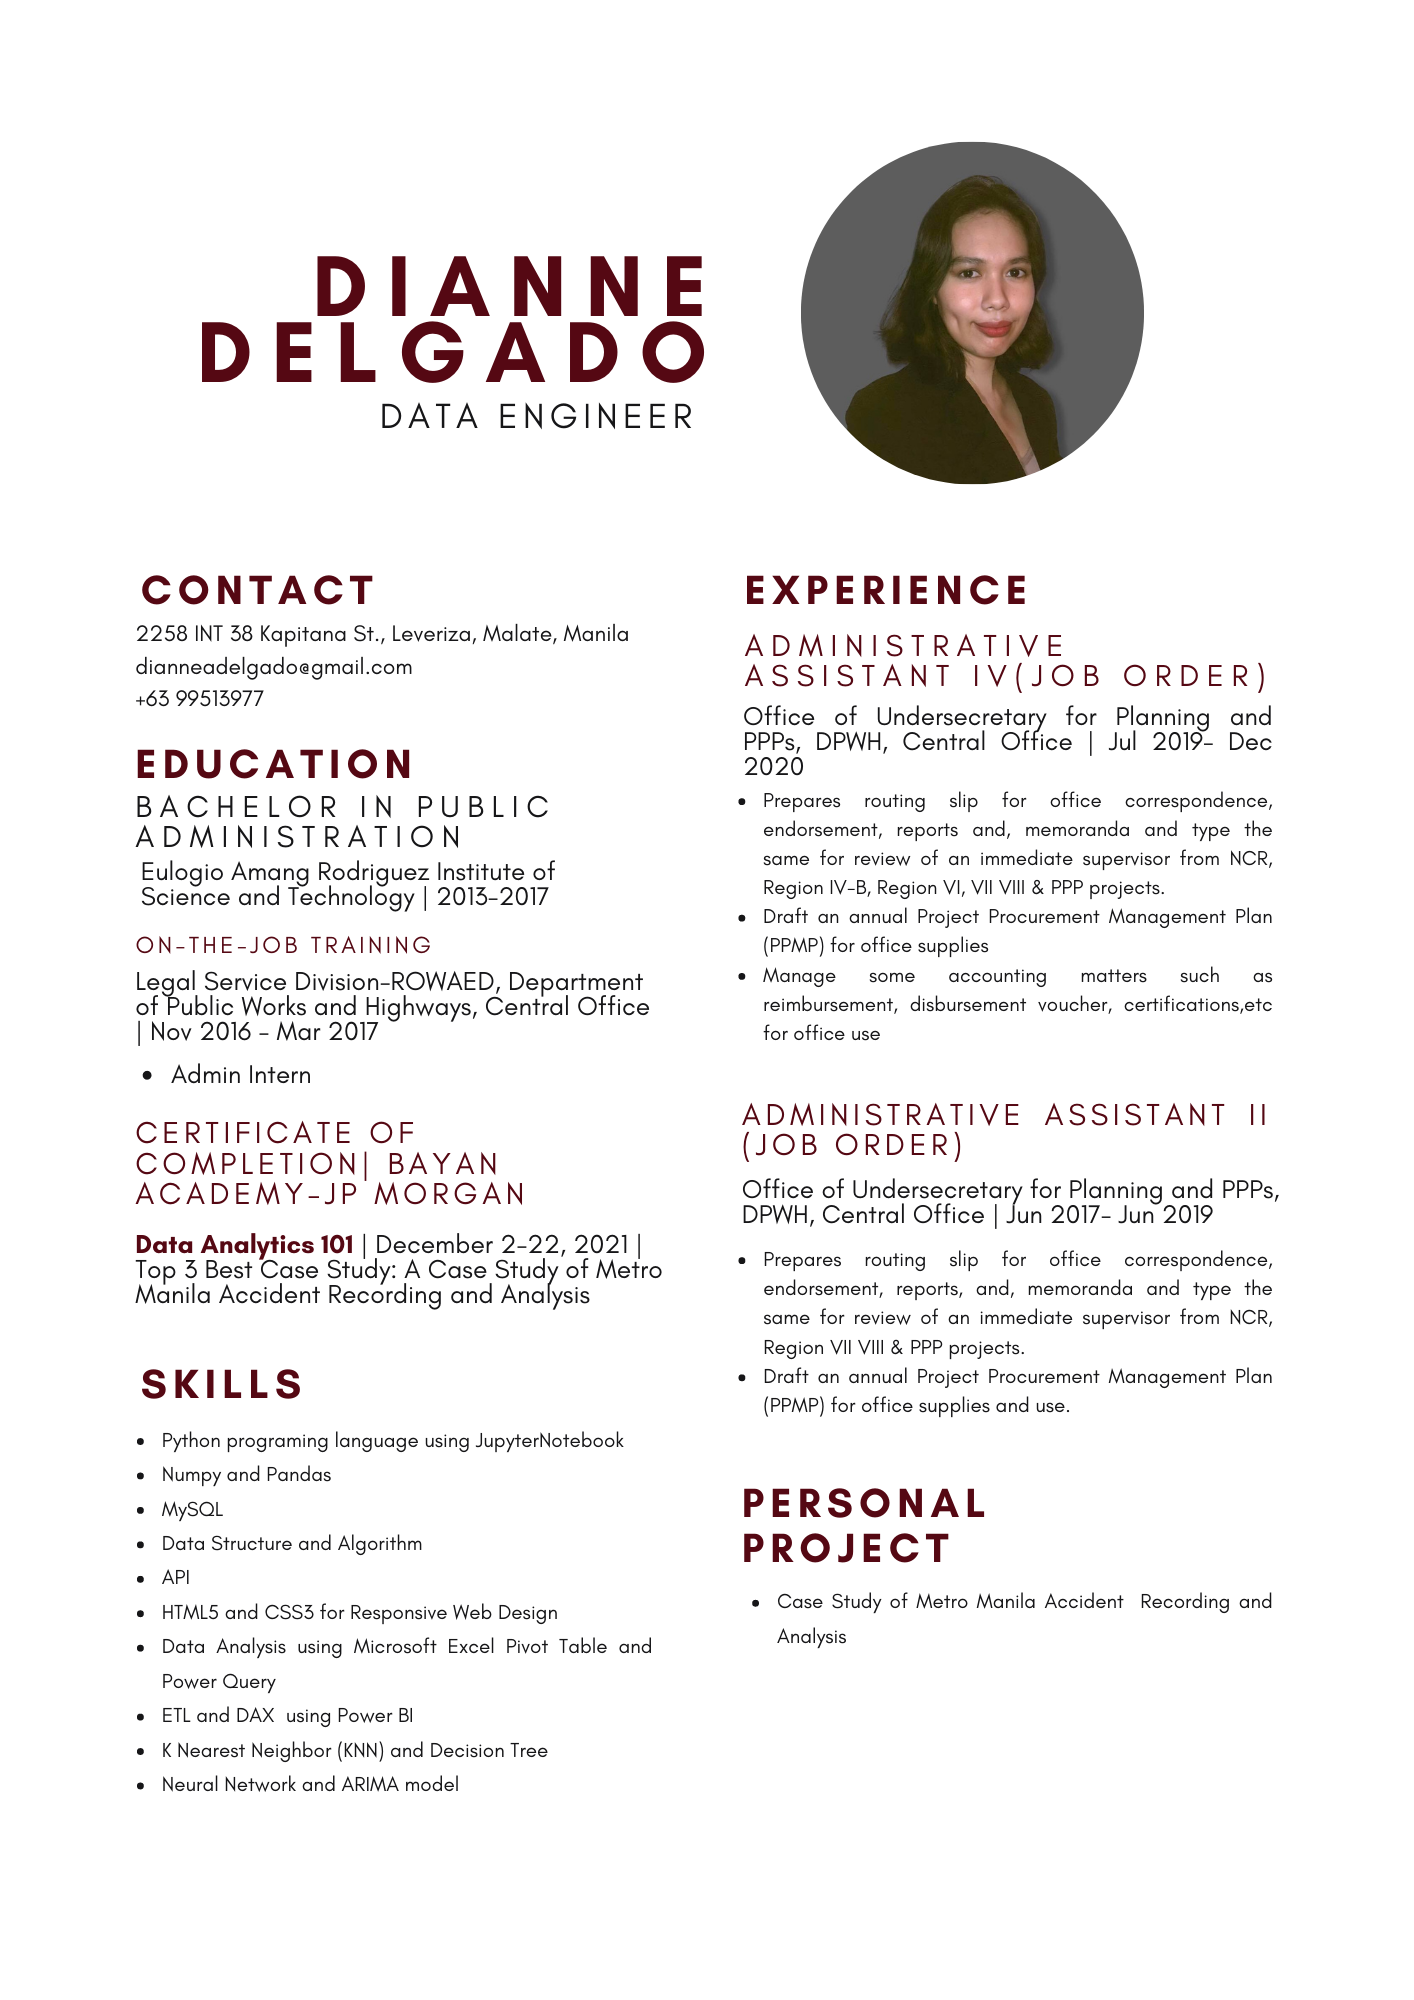 DIANNE
DELGADO
DATA ENGINEER
CONTACT
2258 INT 38 Kapitana St., Leveriza, Malate, Manila
dianneadelgado@gmail.com
+63 99513977
EDUCATION
BACHELOR IN PUBLIC
ADMINISTRATION
Eulogio Amang Rodriguez Institute of
Science and Technology | 2013-2017
ON-THE-JOB TRAINING
Legal Service Division-ROWAED, Department
of Public Works and Highways, Central Office
| Nov 2016 - Mar 2017
• Admin Intern
CERTIFICATE OF
COMPLETION| BAYAN
ACADEMY-JP MORGAN
Data Analytics 101 | December 2-22, 2021 |
Top 3 Best Case Study: A Case Study of Metro
Manila Accident Recording and Analysis
SKILLS
• Python programing language using JupyterNotebook
• Numpy and Pandas
• MySQL
• Data Structure and Algorithm
• API
• HTML5 and CSS3 for Responsive Web Design
• Data Analysis using Microsoft Excel Pivot Table and
Power Query
• ETL and DAX using Power BI
• K Nearest Neighbor (KNN) and Decision Tree
• Neural Network and ARIMA model
EXPERIENCE
ADMINISTRATIVE
ASSISTANT IV(JOB ORDER)
Office of Undersecretary for Planning and
PPPs, DPWH, Central Office | Jul 2019- Dec
2020
• Prepares routing slip for office correspondence,
endorsement, reports and, memoranda and type the
same for review of an immediate supervisor from NCR,
Region IV-B, Region VI, VII VIII & PPP projects.
• Draft an annual Project Procurement Management Plan
(PPMP) for office supplies
• Manage some accounting matters such as
reimbursement, disbursement voucher, certifications,etc
for office use
ADMINISTRATIVE ASSISTANT II
(JOB ORDER)
Office of Undersecretary for Planning and PPPs,
DPWH, Central Office | Jun 2017- Jun 2019
• Prepares routing slip for office correspondence,
endorsement, reports, and, memoranda and type the
same for review of an immediate supervisor from NCR,
Region VII VIII & PPP projects.
• Draft an annual Project Procurement Management Plan
(PPMP) for office supplies and use.
PERSONAL
PROJECT
• Case Study of Metro Manila Accident Recording and
Analysis